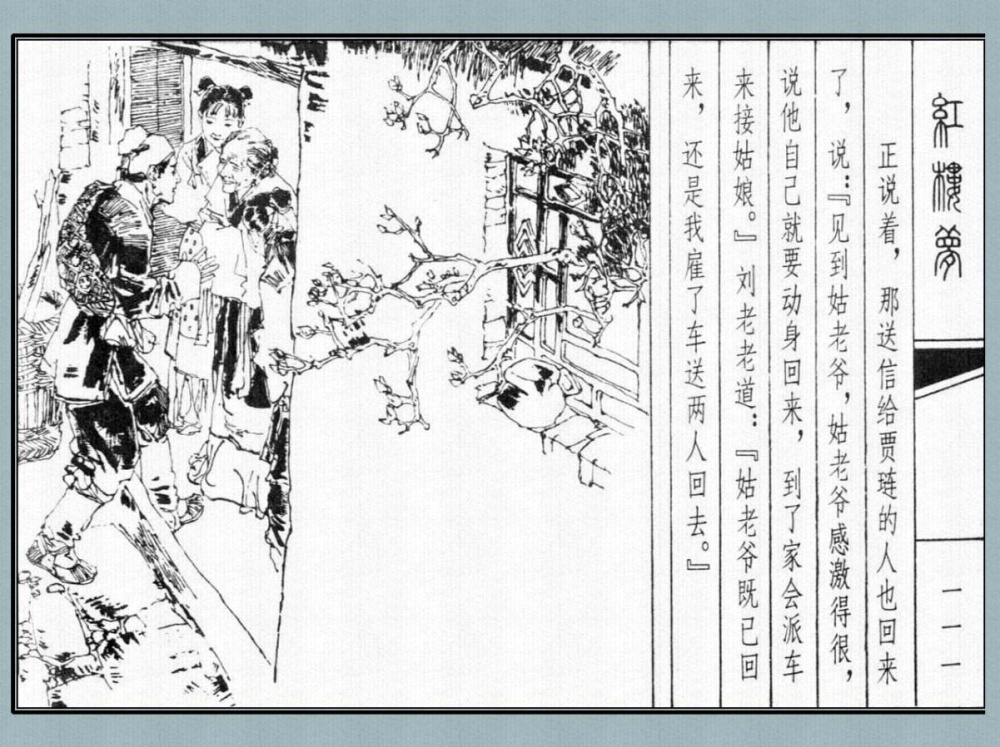 紅樓夢
一一一
正说着，那送信给贾琏的人也回来
了，说：『见到姑老爷，姑老爷感激得很，
说他自己就要动身回来，到了家会派车
来接姑娘。』刘老老道：『姑老爷既已回
来，还是我雇了车送两人回去。』